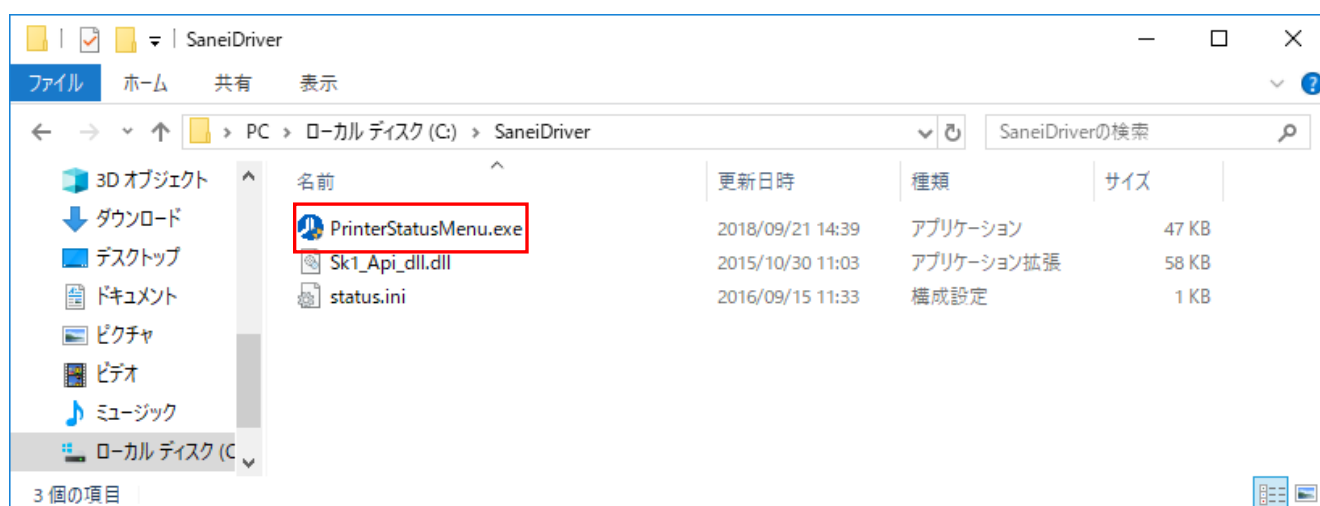 SaneiDriver
ファイル ホーム 共有 表示
PC ローカル ディスク (C:) SaneiDriver SaneiDriverの検索
3D オブジェクト
ダウンロード
デスクトップ
ドキュメント
ピクチャ
ビデオ
ミュージック
ローカル ディスク (C
名前 更新日時 種類 サイズ
PrinterStatusMenu.exe 2018/09/21 14:39 アプリケーション 47 KB
Sk1_Api_dll.dll 2015/10/30 11:03 アプリケーション拡張 58 KB
status.ini 2016/09/15 11:33 構成設定 1 KB
3 個の項目